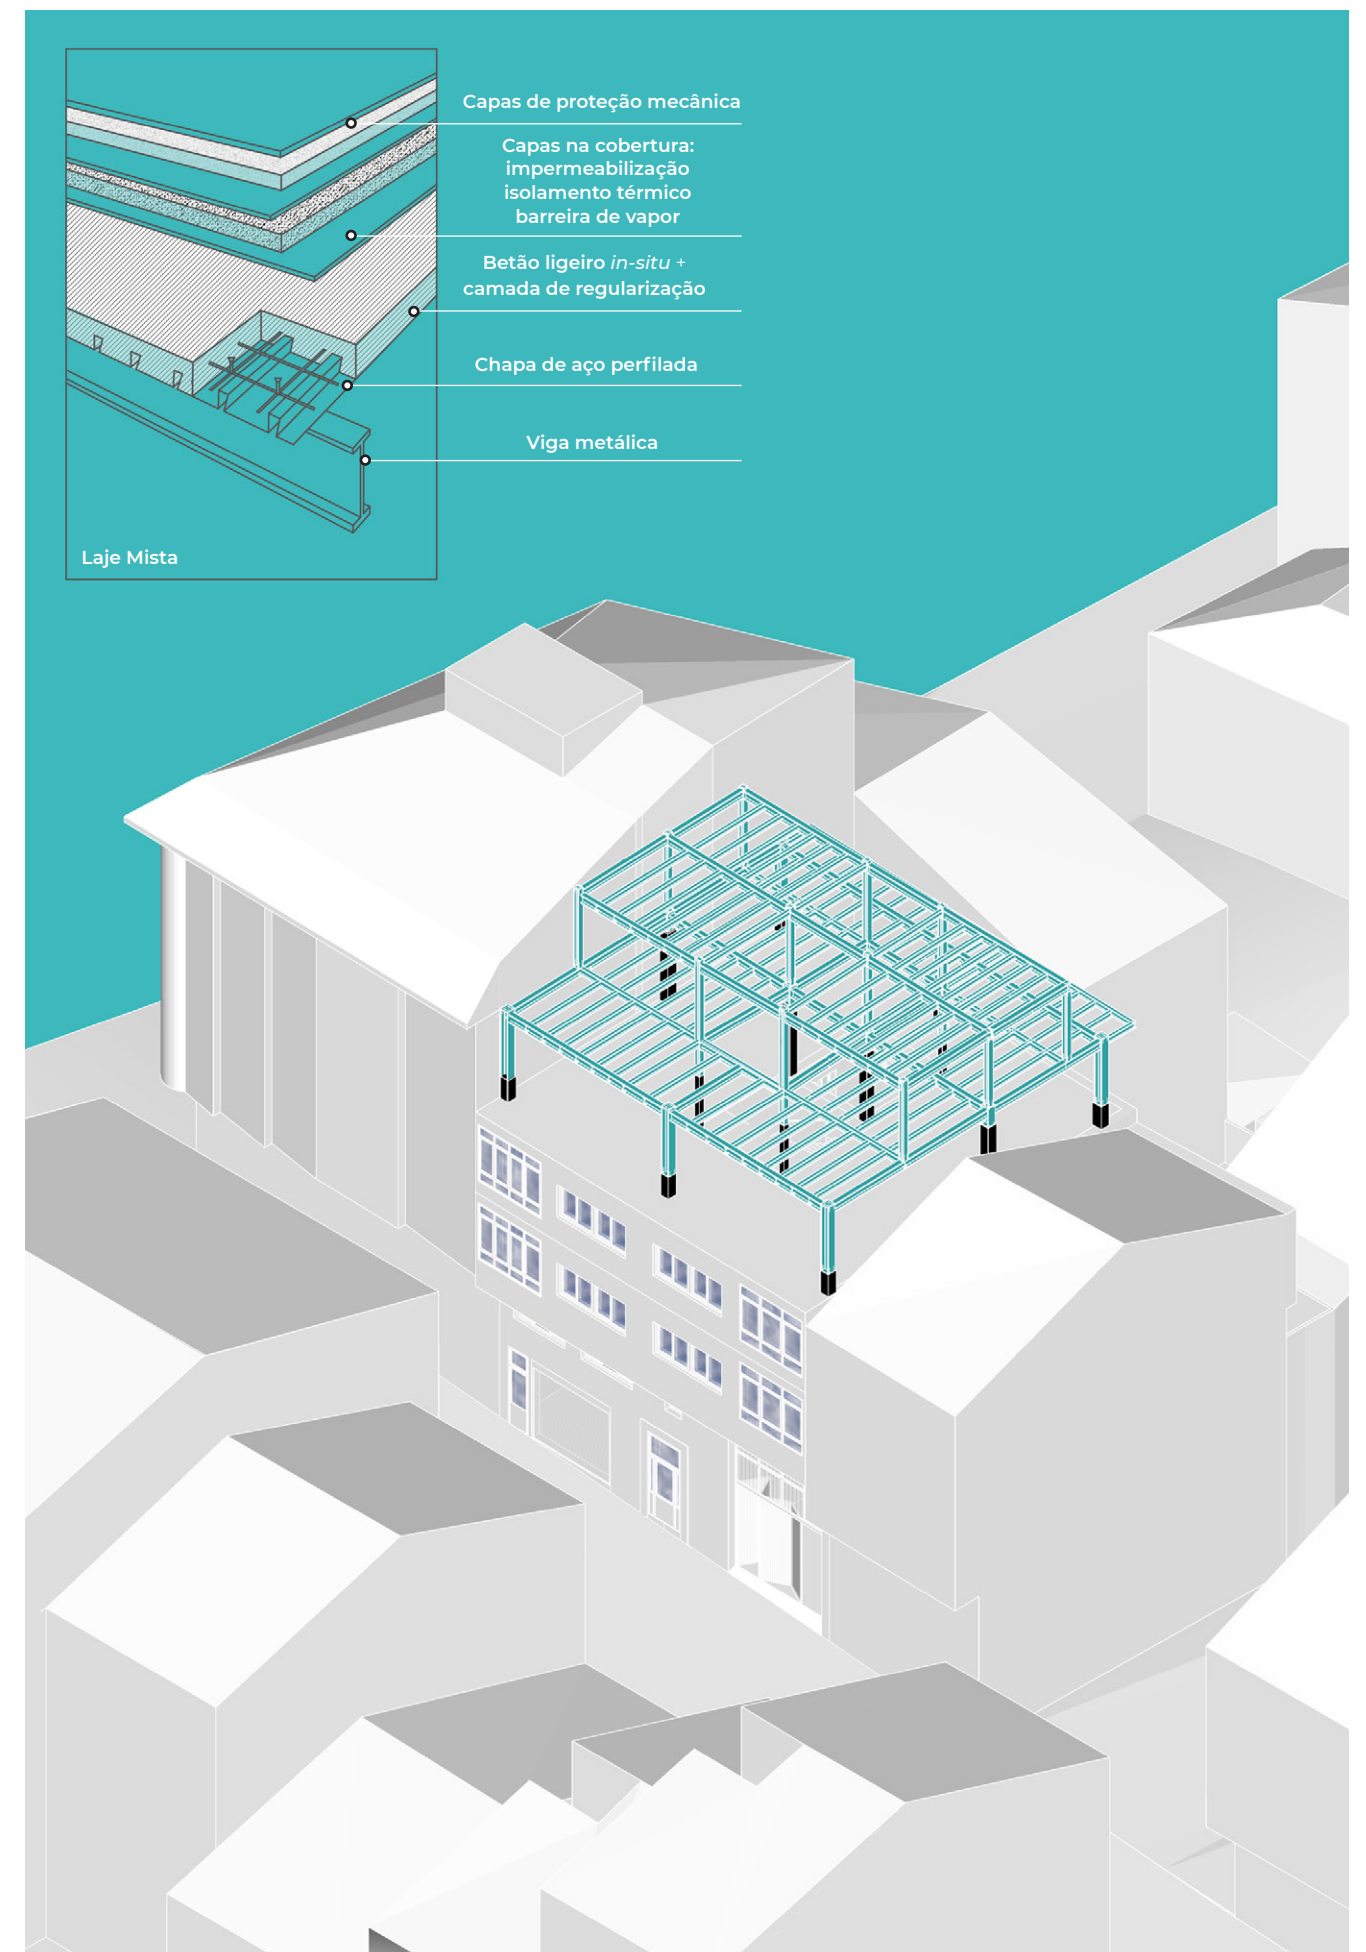 Capas de proteção mecânica
Capas na cobertura:
impermeabilização
isolamento térmico
barreira de vapor
Betão ligeiro in-situ +
camada de regularização
Chapa de aço perfilada
Viga metálica
Laje Mista